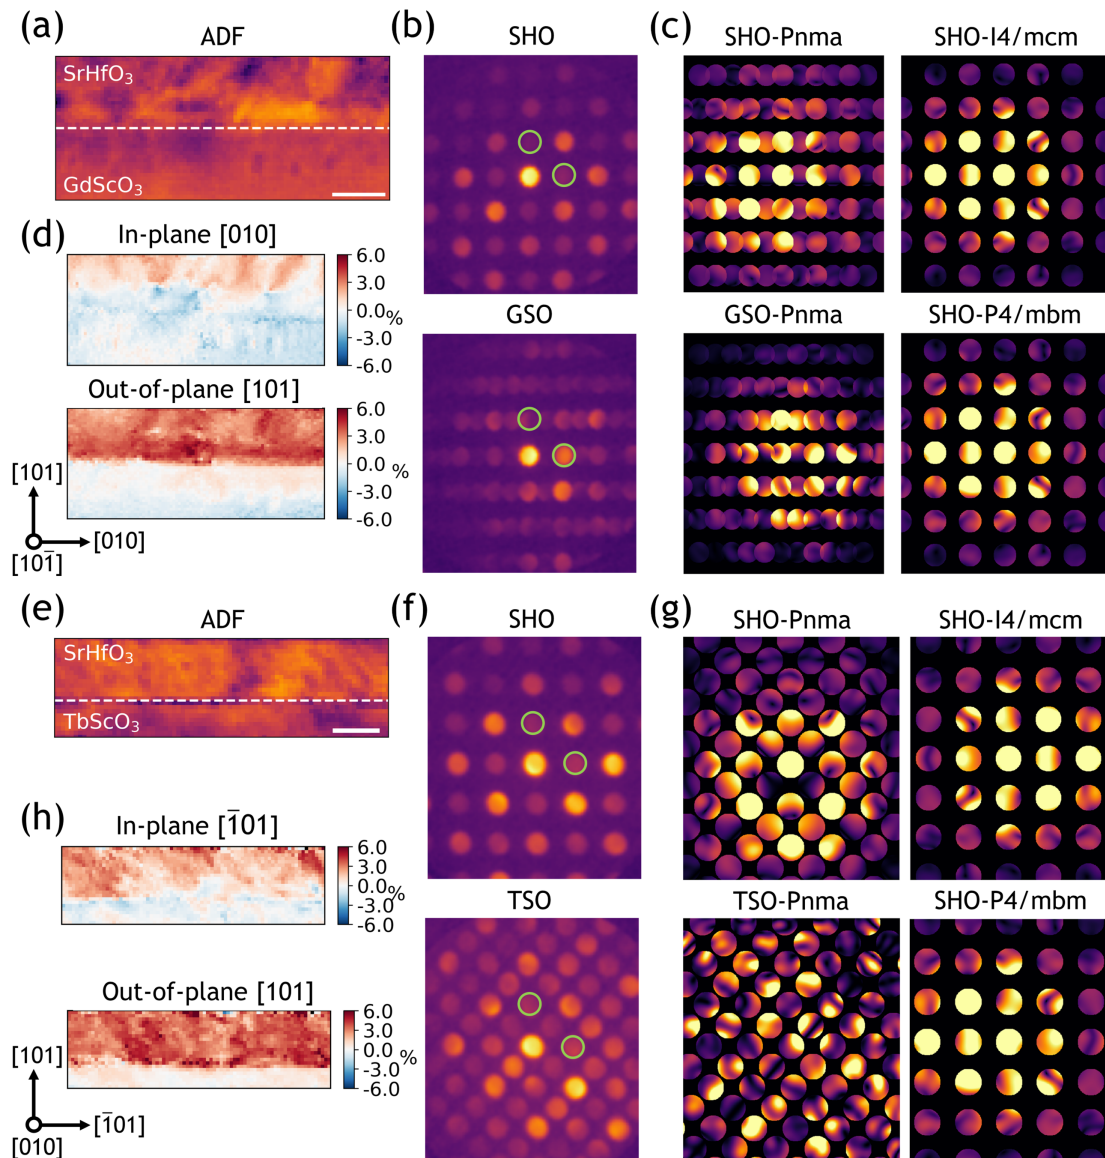 (a)
ADF
SrHfO₃
GdScO₃
(b)
SHO
GSO
(c)
SHO-Pnma
SHO-I4/mcm
GSO-Pnma
SHO-P4/mbm
(d)
In-plane [010]
6.0
3.0
0.0
-3.0
-6.0
%
Out-of-plane [101]
6.0
3.0
0.0
-3.0
-6.0
%
[101]
[010]
[101̄]
(e)
ADF
SrHfO₃
TbScO₃
(f)
SHO
TSO
(g)
SHO-Pnma
SHO-I4/mcm
TSO-Pnma
SHO-P4/mbm
(h)
In-plane [1̄01]
6.0
3.0
0.0
-3.0
-6.0
%
Out-of-plane [101]
6.0
3.0
0.0
-3.0
-6.0
%
[101]
[1̄01]
[010]